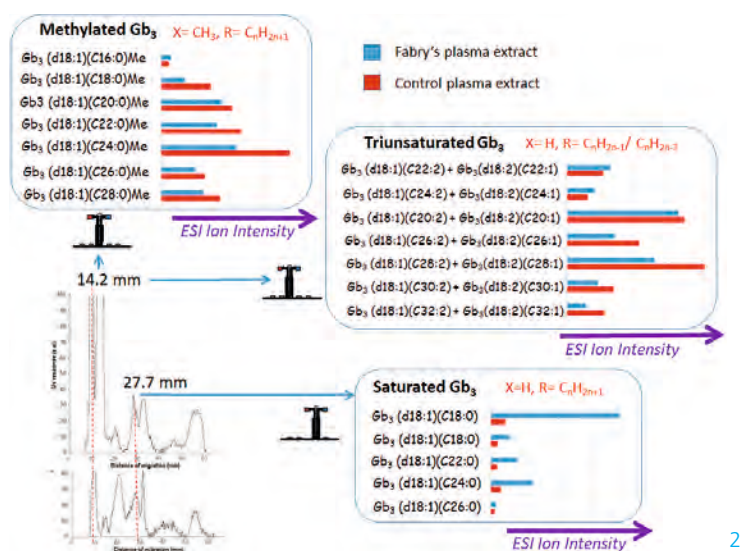 Methylated Gb3 X= CH3, R= CnH2n+1
Gb3 (d18:1)(C16:0)Me
Gb3 (d18:1)(C18:0)Me
Gb3 (d18:1)(C20:0)Me
Gb3 (d18:1)(C22:0)Me
Gb3 (d18:1)(C24:0)Me
Gb3 (d18:1)(C26:0)Me
Gb3 (d18:1)(C28:0)Me
ESI Ion Intensity
Fabry's plasma extract
Control plasma extract
Triunsaturated Gb3 X= H, R= CnH2n-1/ CnH2n-3
Gb3 (d18:1)(C22:2) + Gb3(d18:2)(C22:1)
Gb3 (d18:1)(C24:2) + Gb3(d18:2)(C24:1)
Gb3 (d18:1)(C20:2) + Gb3(d18:2)(C20:1)
Gb3 (d18:1)(C26:2) + Gb3(d18:2)(C26:1)
Gb3 (d18:1)(C28:2) + Gb3(d18:2)(C28:1)
Gb3 (d18:1)(C30:2) + Gb3(d18:2)(C30:1)
Gb3 (d18:1)(C32:2) + Gb3(d18:2)(C32:1)
ESI Ion Intensity
14.2 mm
27.7 mm
Saturated Gb3 X=H, R= CnH2n+1
Gb3 (d18:1)(C18:0)
Gb3 (d18:1)(C18:0)
Gb3 (d18:1)(C22:0)
Gb3 (d18:1)(C24:0)
Gb3 (d18:1)(C26:0)
ESI Ion Intensity
Distance of migration (mm)
2